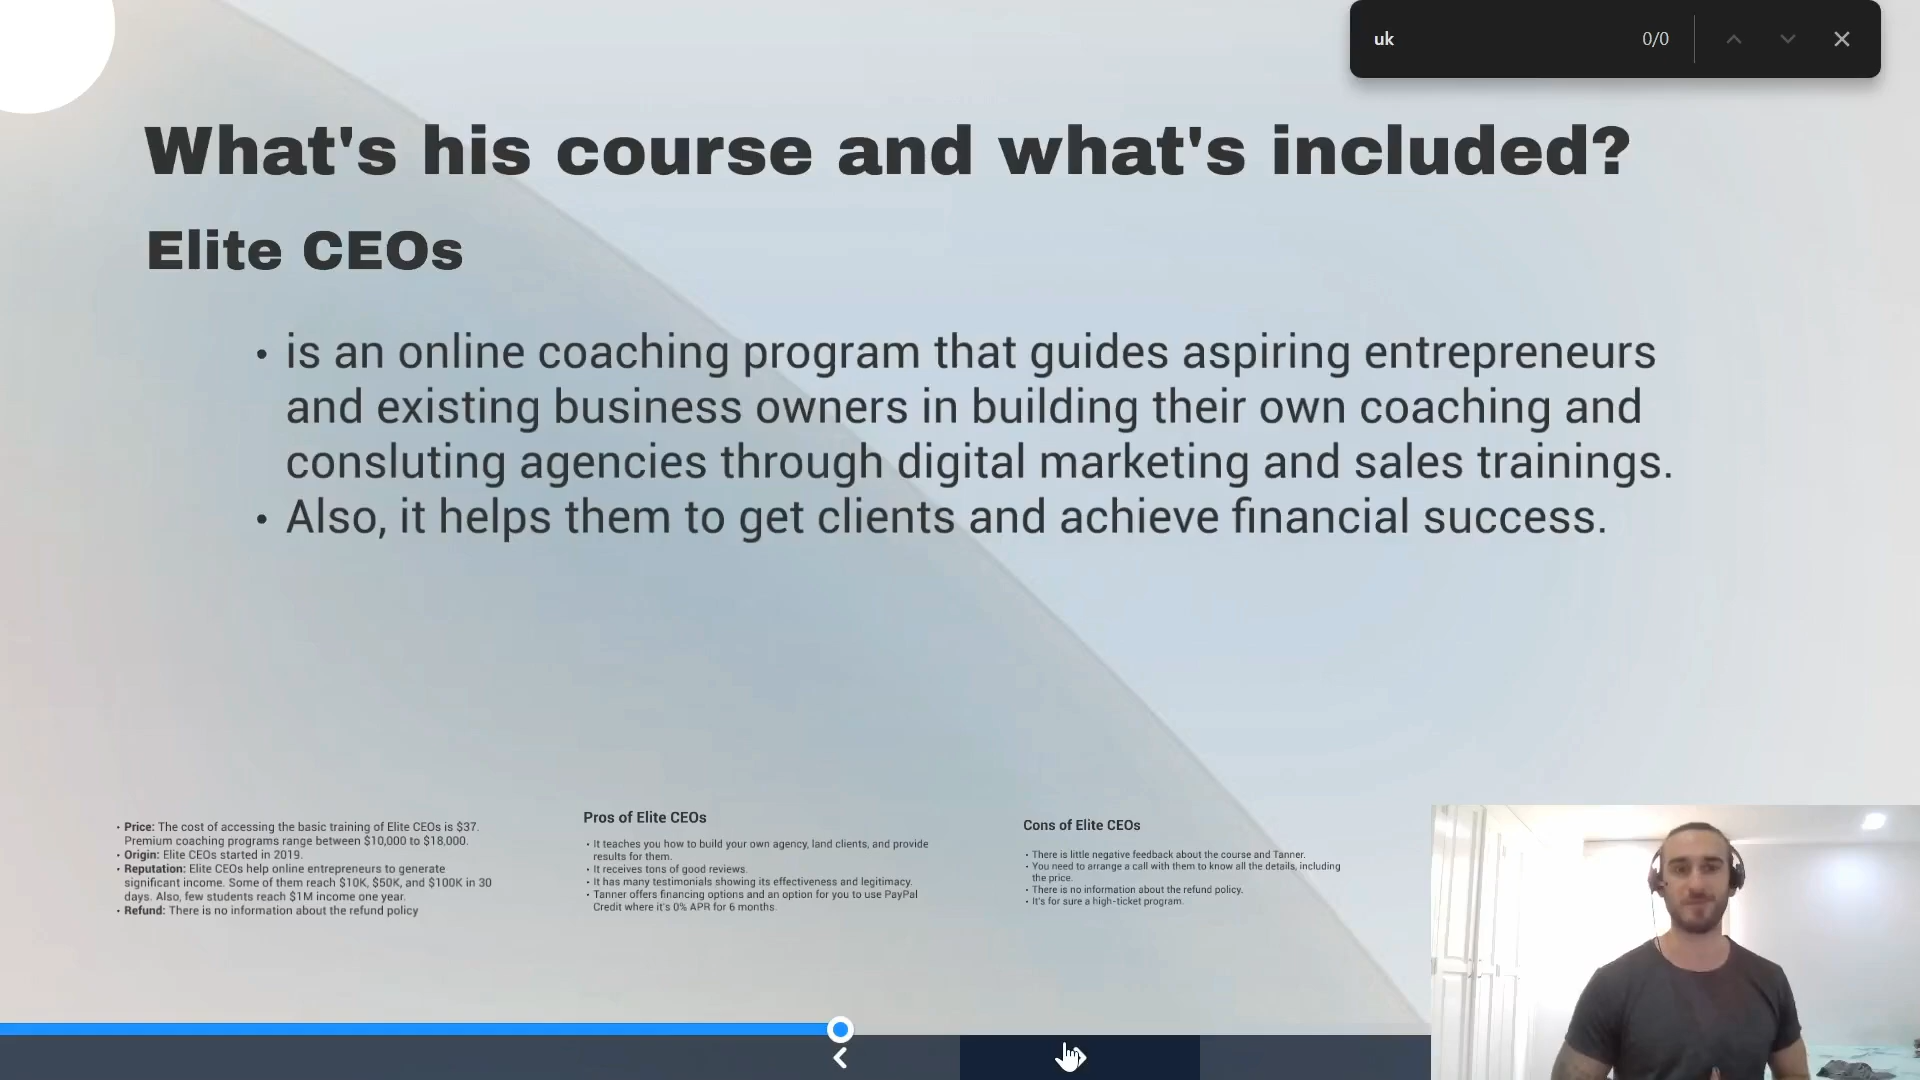 uk 0/0
What's his course and what's included?
Elite CEOs
• is an online coaching program that guides aspiring entrepreneurs
and existing business owners in building their own coaching and
consluting agencies through digital marketing and sales trainings.
• Also, it helps them to get clients and achieve financial success.
• Price: The cost of accessing the basic training of Elite CEOs is $37.
Premium coaching programs range between $10,000 to $18,000.
• Origin: Elite CEOs started in 2019.
• Reputation: Elite CEOs help online entrepreneurs to generate
significant income. Some of them reach $10K, $50K, and $100K in 30
days. Also, few students reach $1M income one year.
• Refund: There is no information about the refund policy
Pros of Elite CEOs
• It teaches you how to build your own agency, land clients, and provide
results for them.
• It receives tons of good reviews.
• It has many testimonials showing its effectiveness and legitimacy.
• Tanner offers financing options and an option for you to use PayPal
Credit where it's 0% APR for 6 months.
Cons of Elite CEOs
• There is little negative feedback about the course and Tanner.
• You need to arrange a call with them to know all the details, including
the price.
• There is no information about the refund policy.
• It's for sure a high-ticket program.